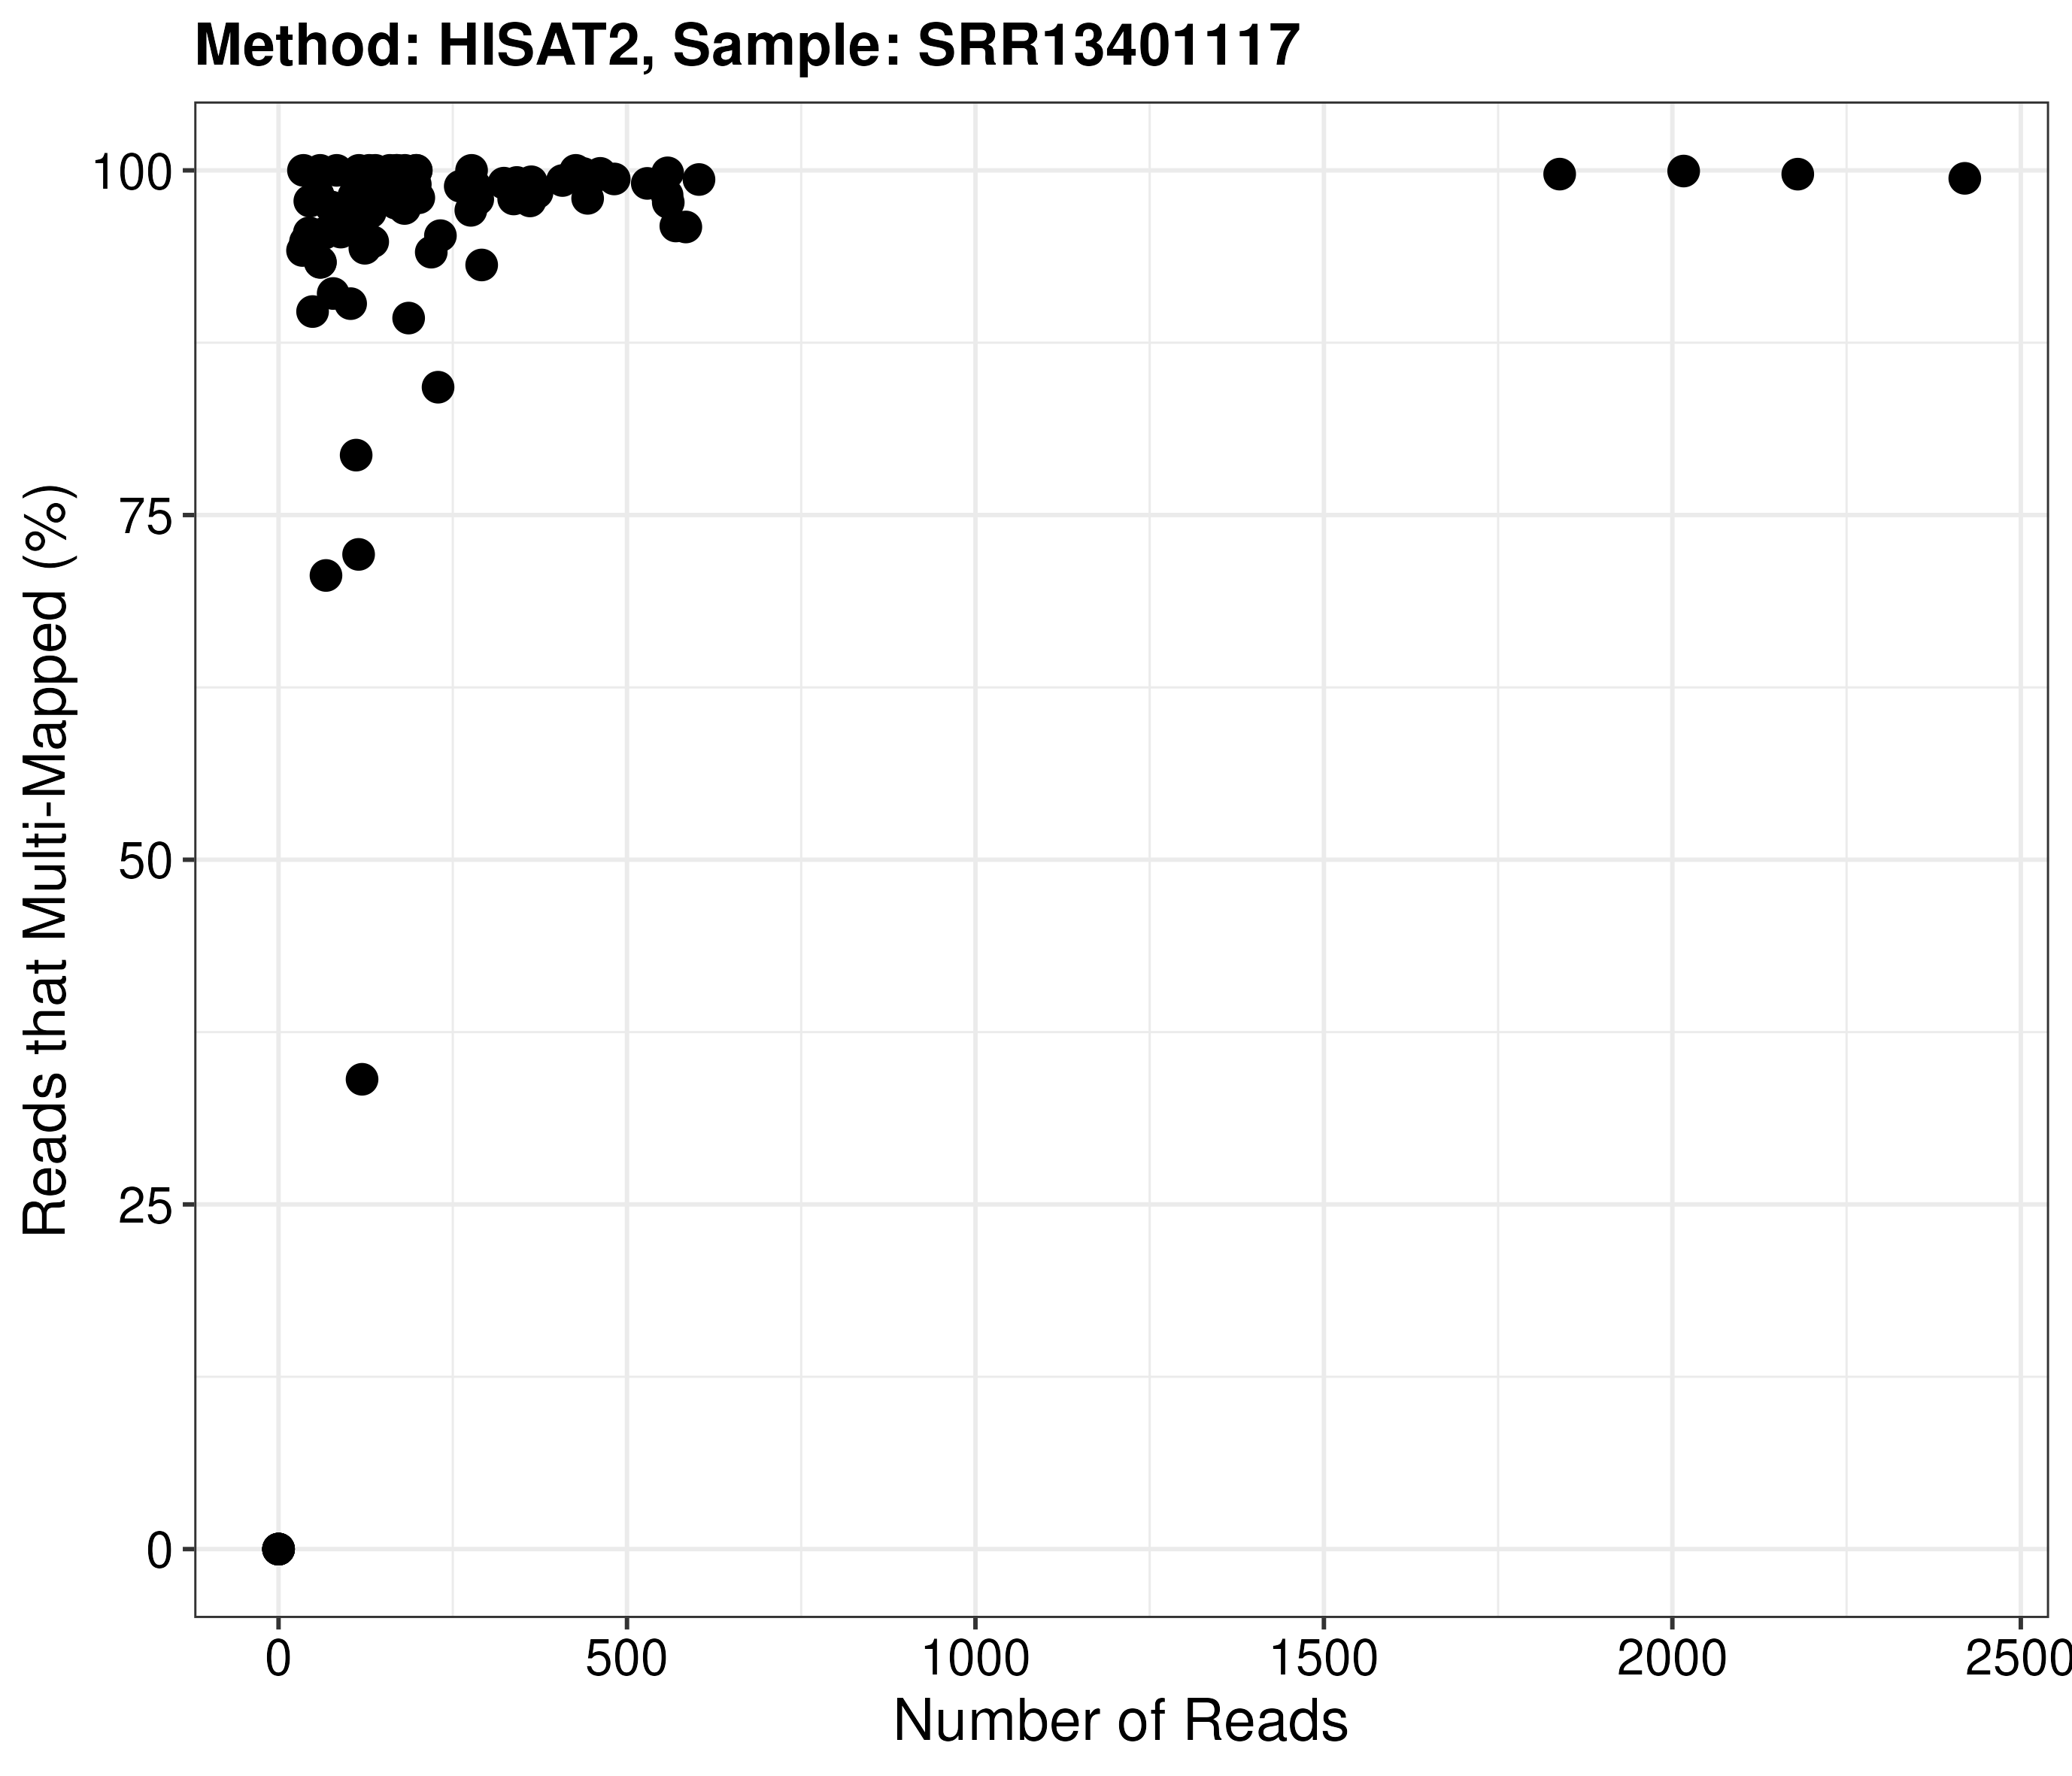 Method: HISAT2, Sample: SRR13401117
Reads that Multi-Mapped (%)
100
75
50
25
0
0 500 1000 1500 2000 2500
Number of Reads